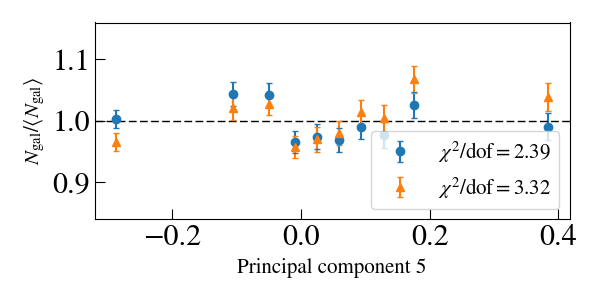 N_gal/⟨N_gal⟩
1.1
1.0
0.9
χ²/dof = 2.39
χ²/dof = 3.32
−0.2 0.0 0.2 0.4
Principal component 5